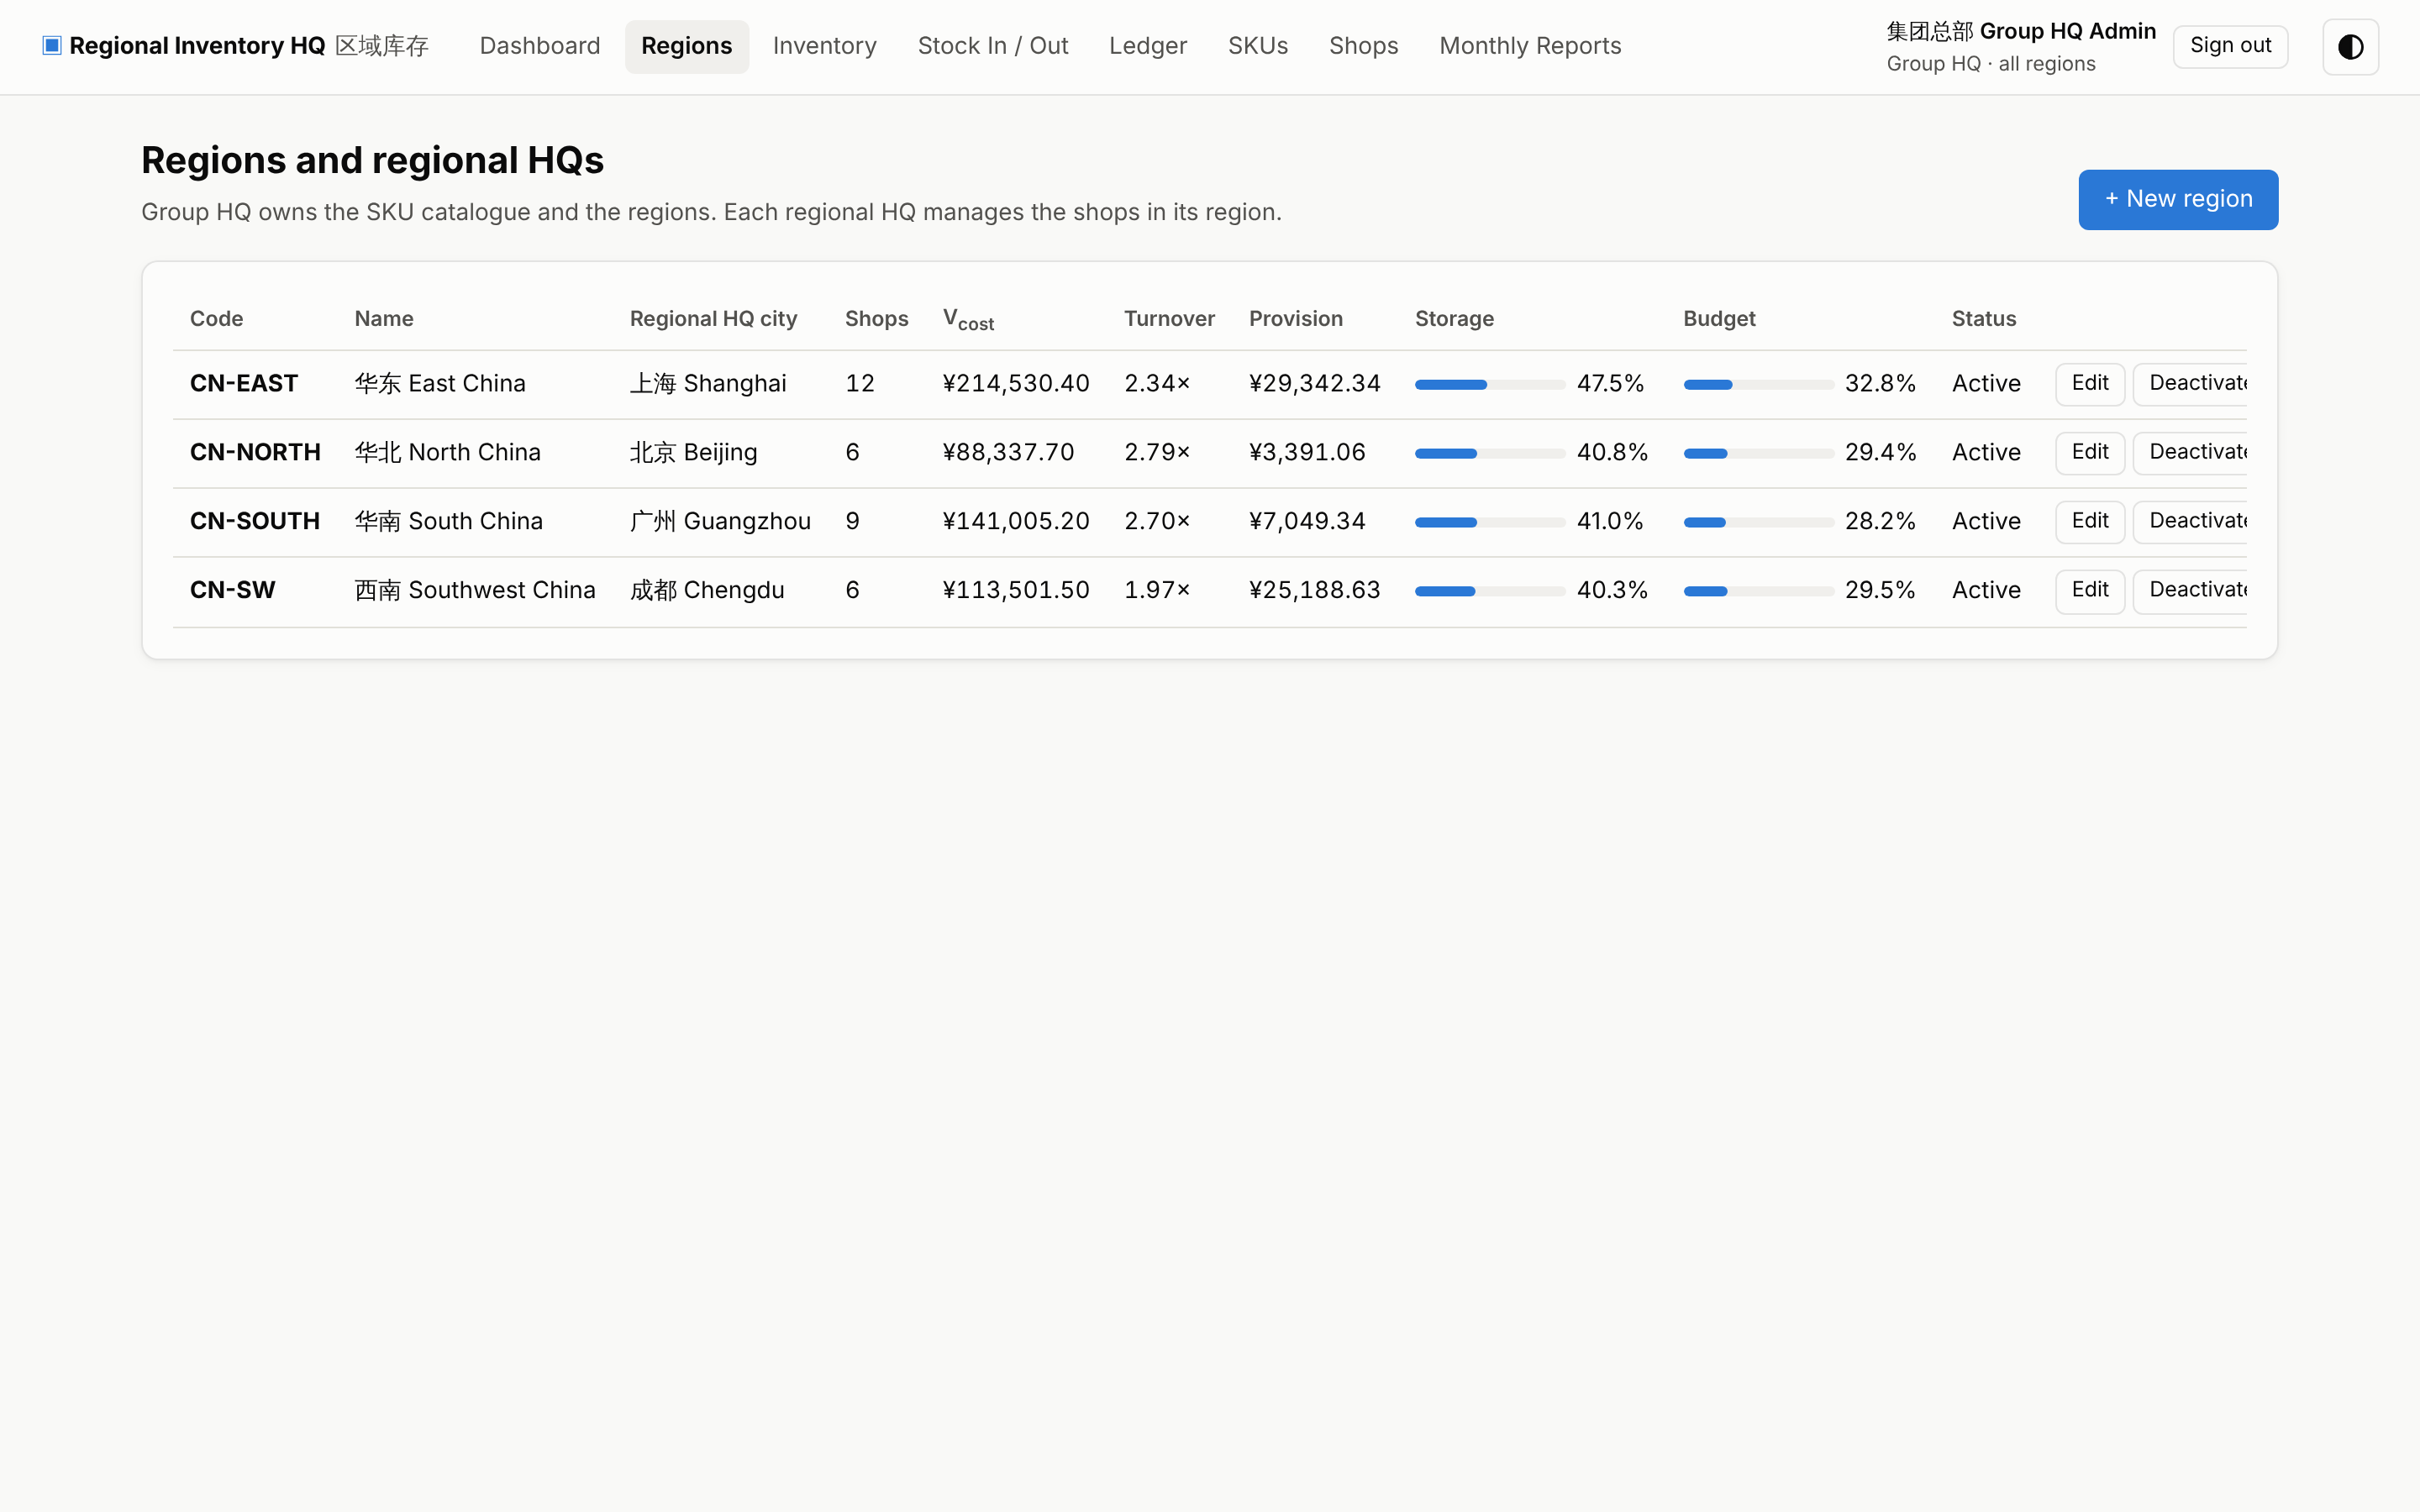 Regional Inventory HQ 区域库存 Dashboard Regions Inventory Stock In / Out Ledger SKUs Shops Monthly Reports 集团总部 Group HQ Admin Sign out
Group HQ · all regions
Regions and regional HQs
Group HQ owns the SKU catalogue and the regions. Each regional HQ manages the shops in its region.
+ New region
Code Name Regional HQ city Shops Vcost Turnover Provision Storage Budget Status
CN-EAST 华东 East China 上海 Shanghai 12 ¥214,530.40 2.34× ¥29,342.34 47.5% 32.8% Active Edit Deactivate
CN-NORTH 华北 North China 北京 Beijing 6 ¥88,337.70 2.79× ¥3,391.06 40.8% 29.4% Active Edit Deactivate
CN-SOUTH 华南 South China 广州 Guangzhou 9 ¥141,005.20 2.70× ¥7,049.34 41.0% 28.2% Active Edit Deactivate
CN-SW 西南 Southwest China 成都 Chengdu 6 ¥113,501.50 1.97× ¥25,188.63 40.3% 29.5% Active Edit Deactivate